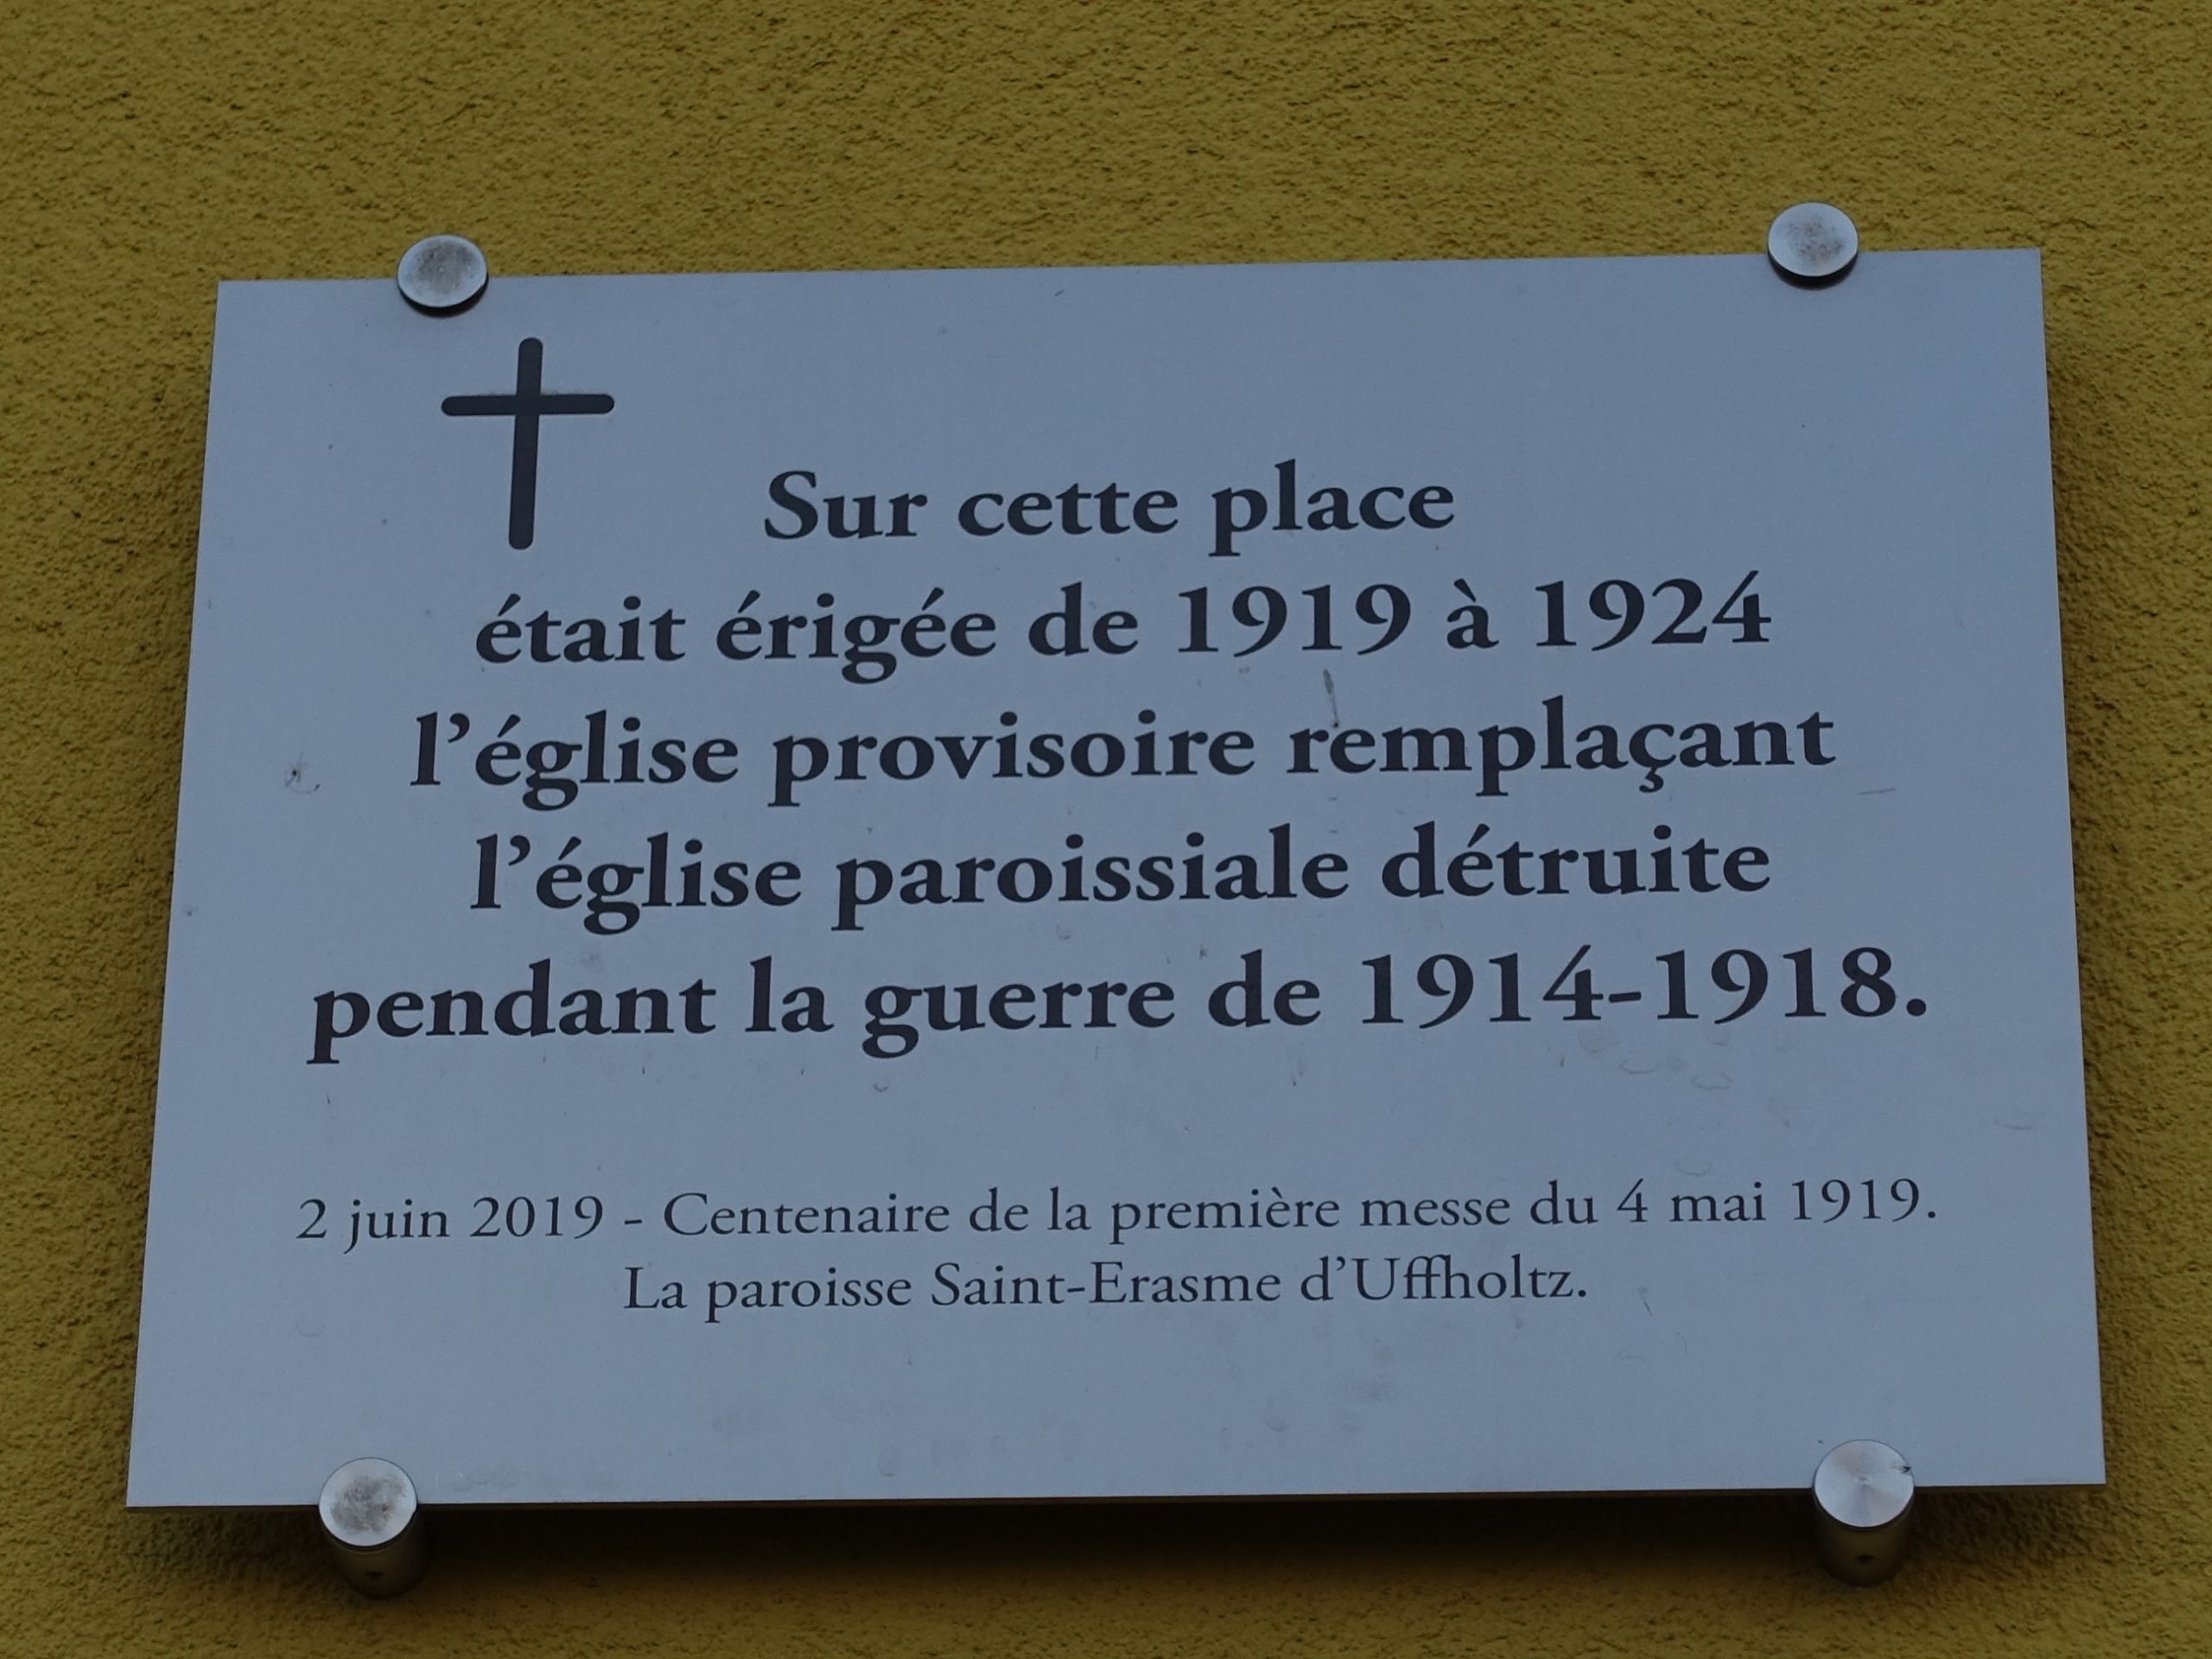 Sur cette place
était érigée de 1919 à 1924
l’église provisoire remplaçant
l’église paroissiale détruite
pendant la guerre de 1914-1918.
2 juin 2019 - Centenaire de la première messe du 4 mai 1919.
La paroisse Saint-Erasme d’Uffholtz.